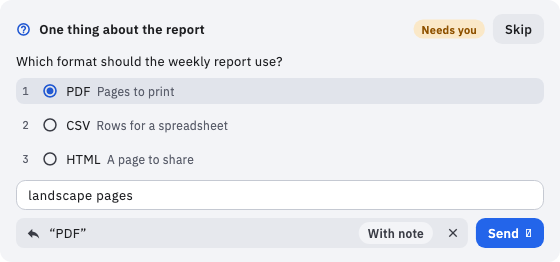 One thing about the report Needs you Skip
Which format should the weekly report use?
1 PDF Pages to print
2 CSV Rows for a spreadsheet
3 HTML A page to share
landscape pages
“PDF” With note Send